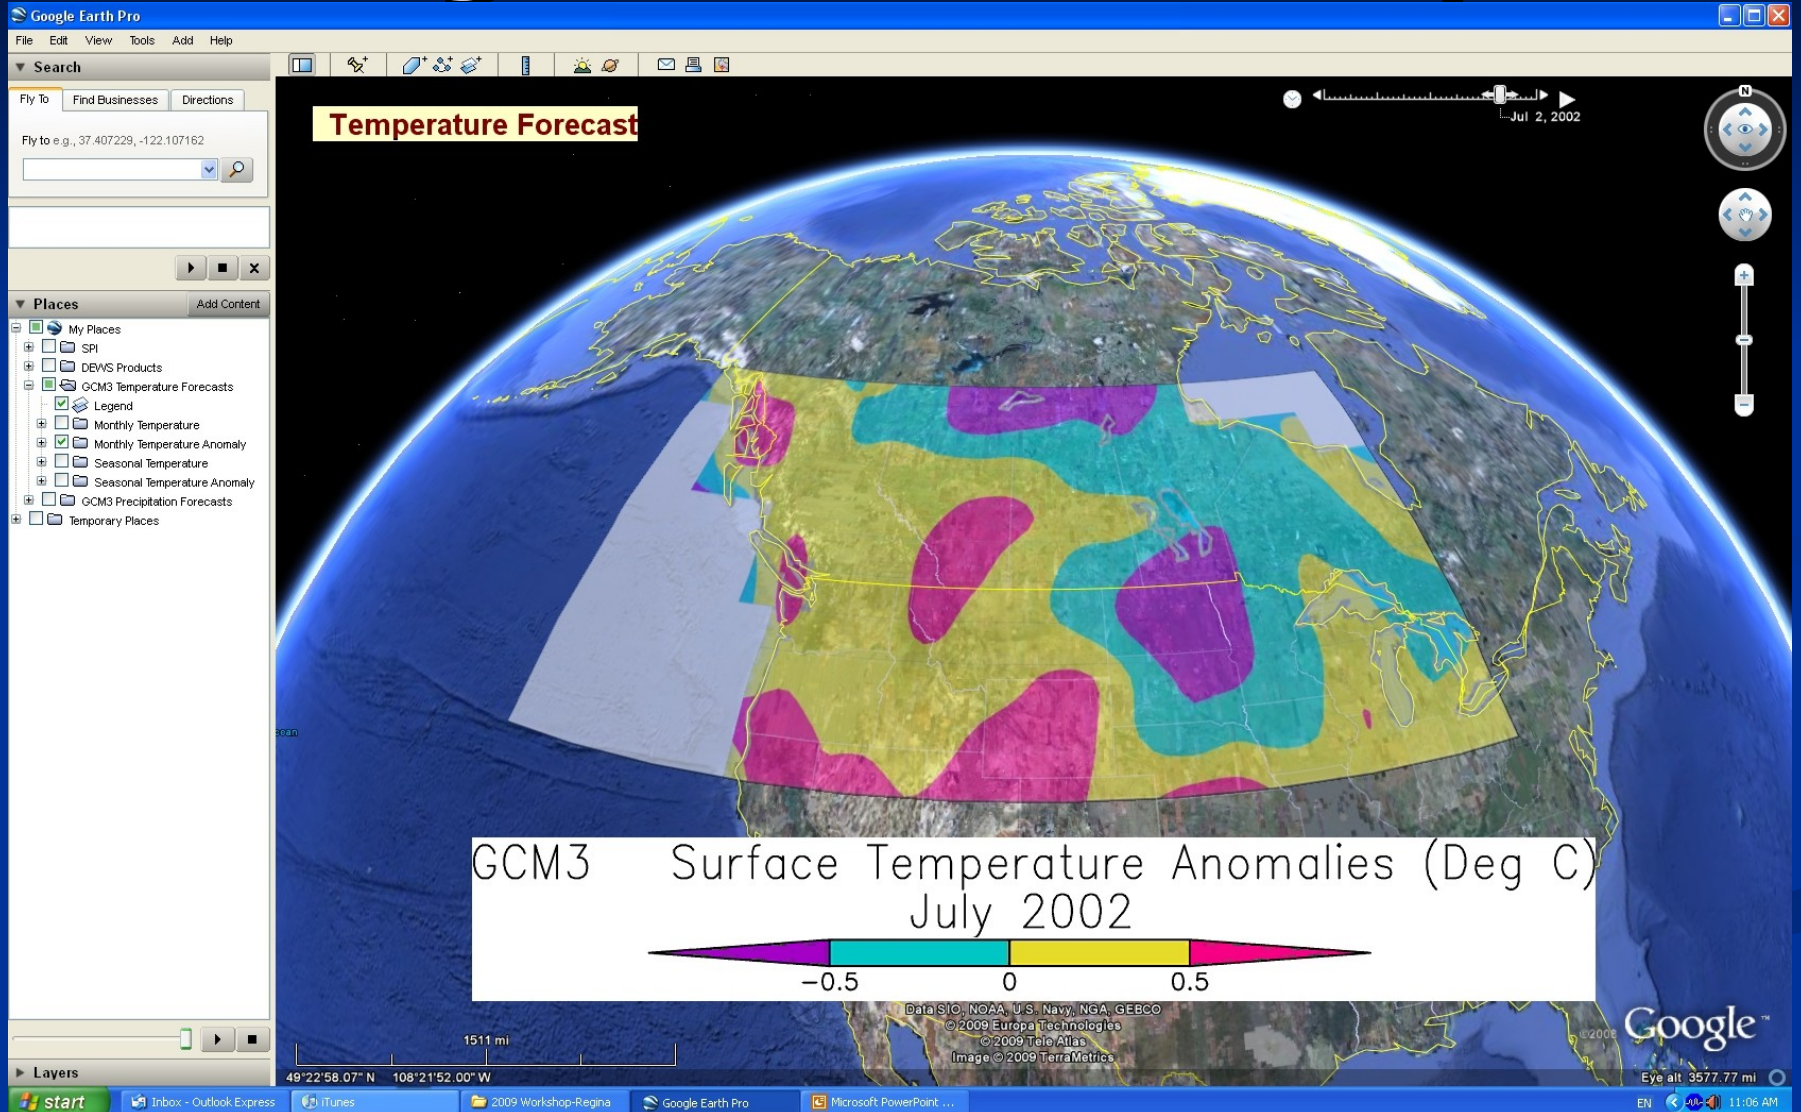 Google Earth Pro
File Edit View Tools Add Help
Search
Fly To Find Businesses Directions
Fly to e.g., 37.407229, -122.107162
Places Add Content
My Places
SPI
DEWS Products
GCM3 Temperature Forecasts
Legend
Monthly Temperature
Monthly Temperature Anomaly
Seasonal Temperature
Seasonal Temperature Anomaly
GCM3 Precipitation Forecasts
Temporary Places
Layers
Temperature Forecast
Jul 2, 2002
N
ean
GCM3 Surface Temperature Anomalies (Deg C)
July 2002
−0.5 0 0.5
Data SIO, NOAA, U.S. Navy, NGA, GEBCO
© 2009 Europa Technologies
© 2009 Tele Atlas
Image © 2009 TerraMetrics
©2008 Google™
1511 mi
49°22'58.07" N 108°21'52.00" W
Eye alt 3577.77 mi
start Inbox - Outlook Express iTunes 2009 Workshop-Regina Google Earth Pro Microsoft PowerPoint ... EN 11:06 AM